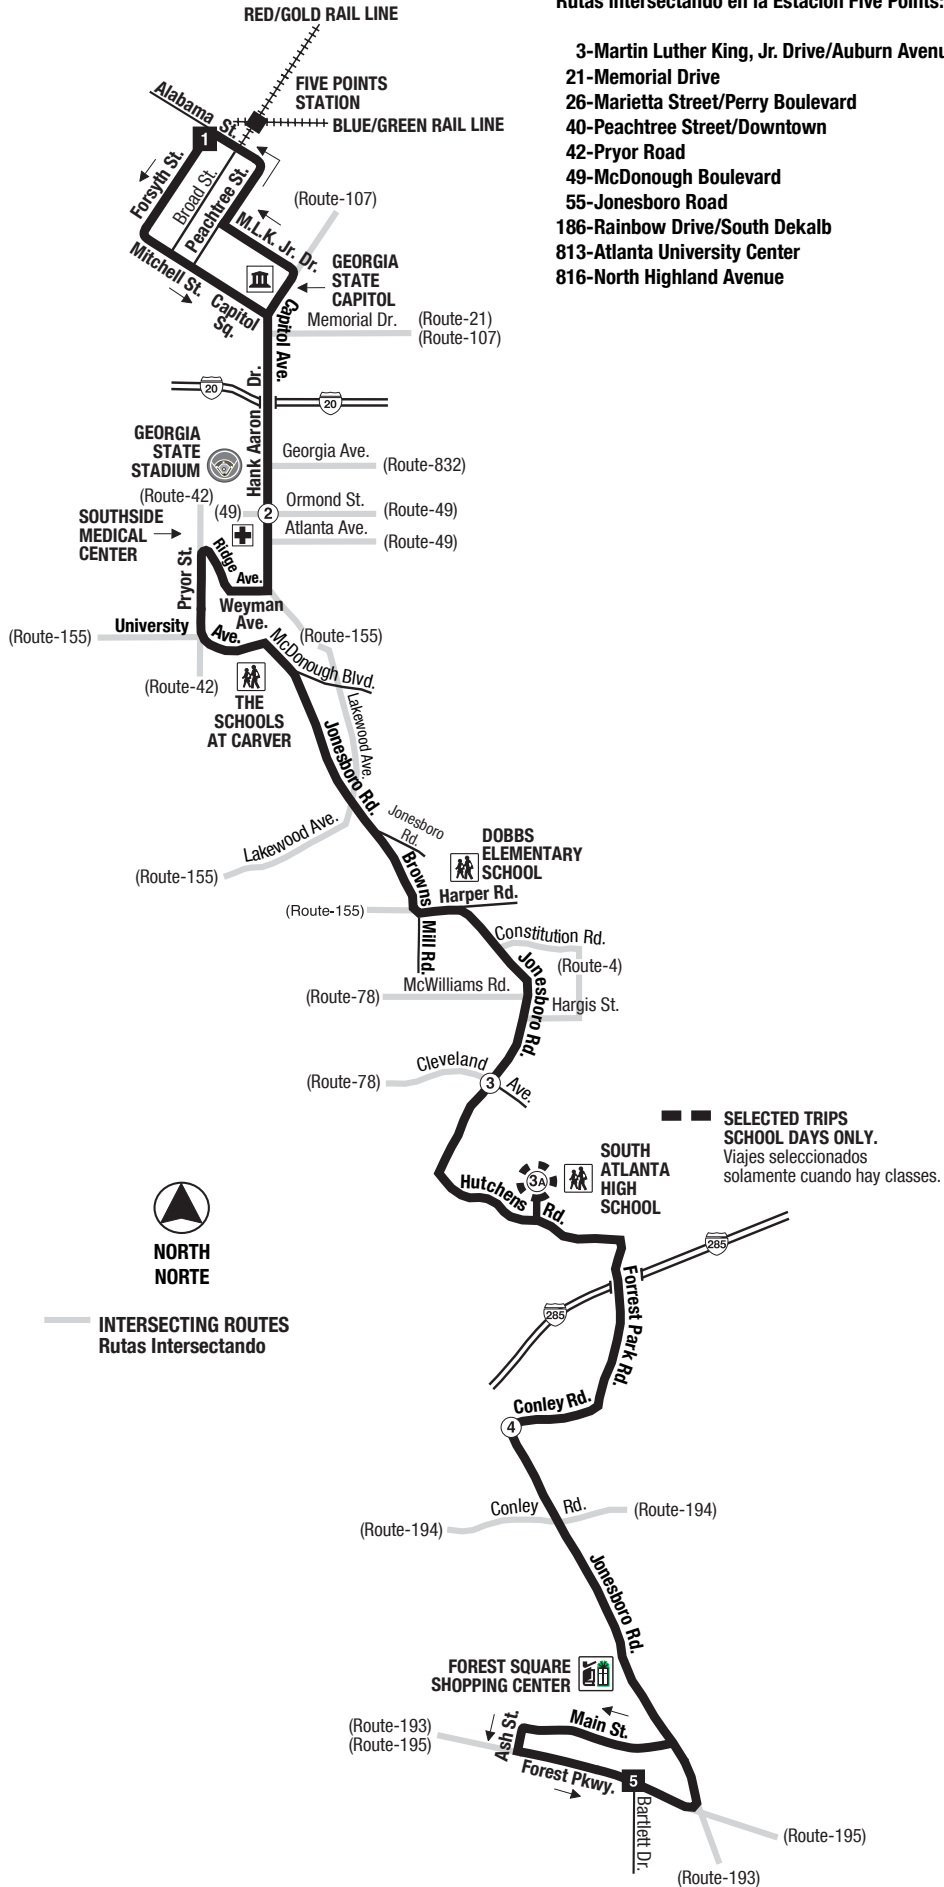 RED/GOLD RAIL LINE
Rutas intersectando en la Estación Five Points:
3-Martin Luther King, Jr. Drive/Auburn Avenu
21-Memorial Drive
26-Marietta Street/Perry Boulevard
40-Peachtree Street/Downtown
42-Pryor Road
49-McDonough Boulevard
55-Jonesboro Road
186-Rainbow Drive/South Dekalb
813-Atlanta University Center
816-North Highland Avenue
FIVE POINTS
STATION
BLUE/GREEN RAIL LINE
Alabama St.
1
Forsyth St.
Broad St.
Peachtree St.
M.L.K. Jr. Dr.
(Route-107)
Mitchell St.
Capitol
Sq.
GEORGIA
STATE
CAPITOL
Capitol Ave.
Memorial Dr.
(Route-21)
(Route-107)
20
20
Hank Aaron Dr.
GEORGIA
STATE
STADIUM
Georgia Ave.
(Route-832)
(Route-42)
(49)
2
Ormond St.
(Route-49)
SOUTHSIDE
MEDICAL
CENTER
Atlanta Ave.
(Route-49)
Pryor St.
Ridge Ave.
Weyman
Ave.
(Route-155)
University Ave.
(Route-155)
McDonough Blvd.
(Route-42)
THE
SCHOOLS
AT CARVER
Lakewood Ave.
Jonesboro Rd.
Lakewood Ave.
(Route-155)
Jonesboro
Rd.
DOBBS
ELEMENTARY
SCHOOL
Browns Mill Rd.
Harper Rd.
(Route-155)
Constitution Rd.
(Route-4)
Jonesboro Rd.
McWilliams Rd.
(Route-78)
Hargis St.
Cleveland Ave.
(Route-78)
3
SELECTED TRIPS
SCHOOL DAYS ONLY.
Viajes seleccionados
solamente cuando hay classes.
SOUTH
ATLANTA
HIGH
SCHOOL
3A
Hutchens Rd.
NORTH
NORTE
285
285
Forrest Park Rd.
INTERSECTING ROUTES
Rutas Intersectando
Conley Rd.
4
Conley Rd.
(Route-194)
(Route-194)
Jonesboro Rd.
FOREST SQUARE
SHOPPING CENTER
Main St.
Ash St.
(Route-193)
(Route-195)
Forest Pkwy.
5
Bartlett Dr.
(Route-195)
(Route-193)